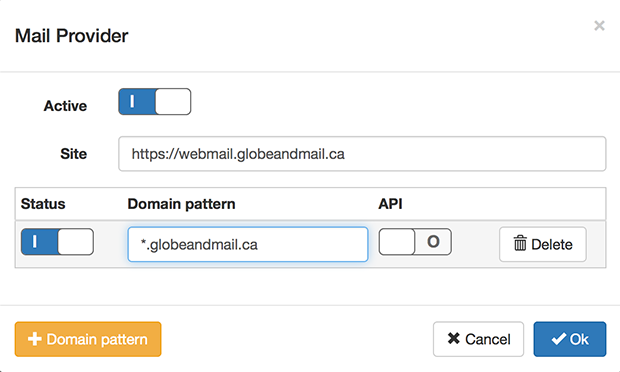 Mail Provider ×
Active I
Site https://webmail.globeandmail.ca
Status Domain pattern API
I *.globeandmail.ca O Delete
Domain pattern Cancel Ok